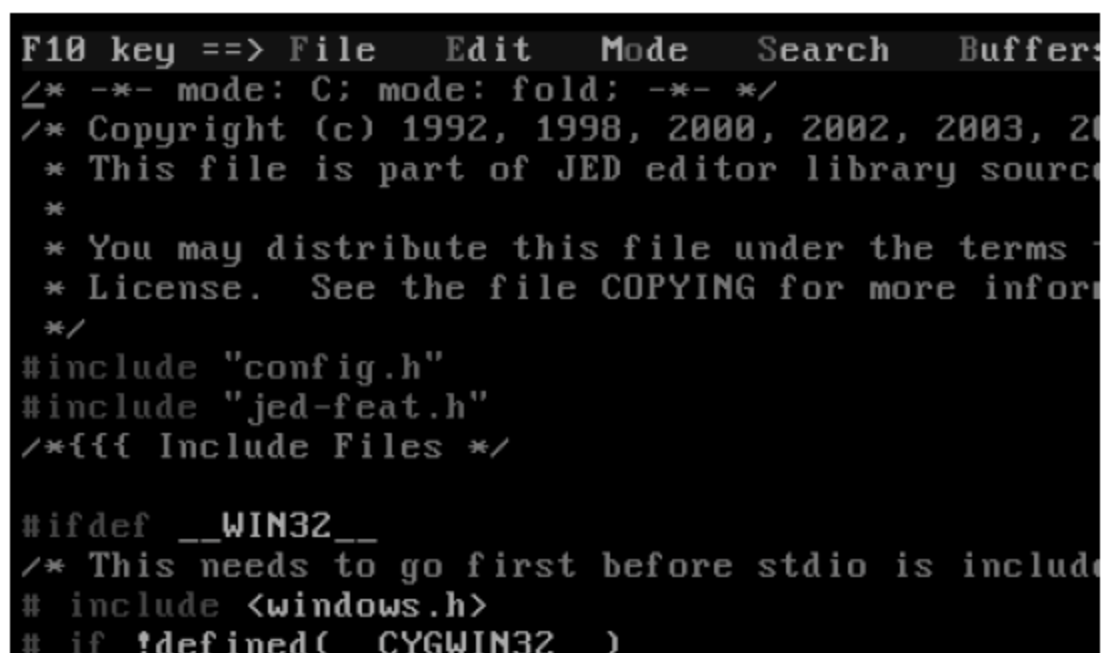 F10 key ==> File    Edit    Mode    Search    Buffers
/* -*- mode: C; mode: fold; -*- */
/* Copyright (c) 1992, 1998, 2000, 2002, 2003,
 * This file is part of JED editor library
 *
 * You may distribute this file under the terms
 * License.  See the file COPYING for more
 */
#include "config.h"
#include "jed-feat.h"
/*{{{ Include Files */
#ifdef __WIN32__
/* This needs to go first before stdio is
# include <windows.h>
# if !defined(__CYGWIN32__)